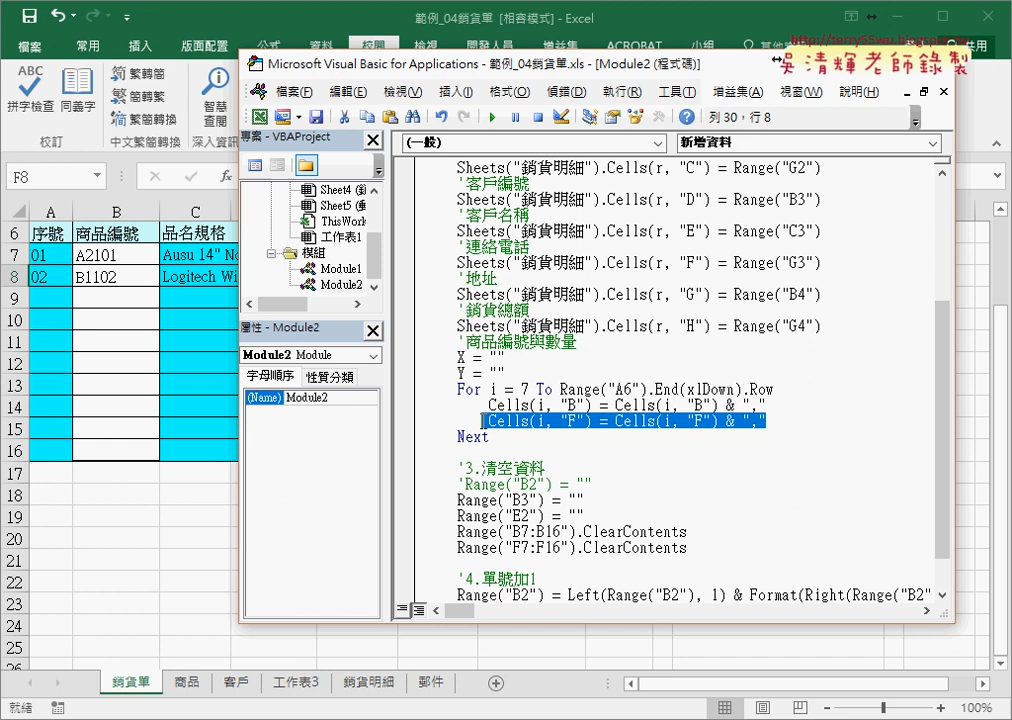 範例_04銷貨單 [相容模式] - Excel
檔案 常用 插入 版面配置 公式 資料 校閱 檢視 開發人員 增益集 ACROBAT 小組 共用
吳清輝老師錄製
拼字檢查 同義字
校訂
繁轉簡
簡轉繁
繁簡轉換
中文繁簡轉換
智慧查閱
Microsoft Visual Basic for Applications - 範例_04銷貨單.xls - [Module2 (程式碼)]
檔案(F) 編輯(E) 檢視(V) 插入(I) 格式(O) 偵錯(D) 執行(R) 工具(T) 增益集(A) 視窗(W) 說明(H)
列 30，行 8
專案 - VBAProject
Sheet4
Sheet5
ThisWork
工作表1
模組
Module1
Module2
屬性 - Module2
Module2 Module
字母順序 性質分類
(Name) Module2
(一般) 新增資料
Sheets("銷貨明細").Cells(r, "C") = Range("G2")
'客戶編號
Sheets("銷貨明細").Cells(r, "D") = Range("B3")
'客戶名稱
Sheets("銷貨明細").Cells(r, "E") = Range("C3")
'連絡電話
Sheets("銷貨明細").Cells(r, "F") = Range("G3")
'地址
Sheets("銷貨明細").Cells(r, "G") = Range("B4")
'銷貨總額
Sheets("銷貨明細").Cells(r, "H") = Range("G4")
'商品編號與數量
X = ""
Y = ""
For i = 7 To Range("A6").End(xlDown).Row
Cells(i, "B") = Cells(i, "B") & ","
Cells(i, "F") = Cells(i, "F") & ","
Next
'3.清空資料
'Range("B2") = ""
Range("B3") = ""
Range("E2") = ""
Range("B7:B16").ClearContents
Range("F7:F16").ClearContents
'4.單號加1
Range("B2") = Left(Range("B2"), 1) & Format(Right(Range("B2"
F8 fx
A B C
6 序號 商品編號 品名規格
7 01 A2101 Ausu 14" No
8 02 B1102 Logitech Wi
9
10
11
12
13
14
15
16
17
18
19
20
21
22
23
24
25
26
銷貨單 商品 客戶 工作表3 銷貨明細 郵件
就緒 100%